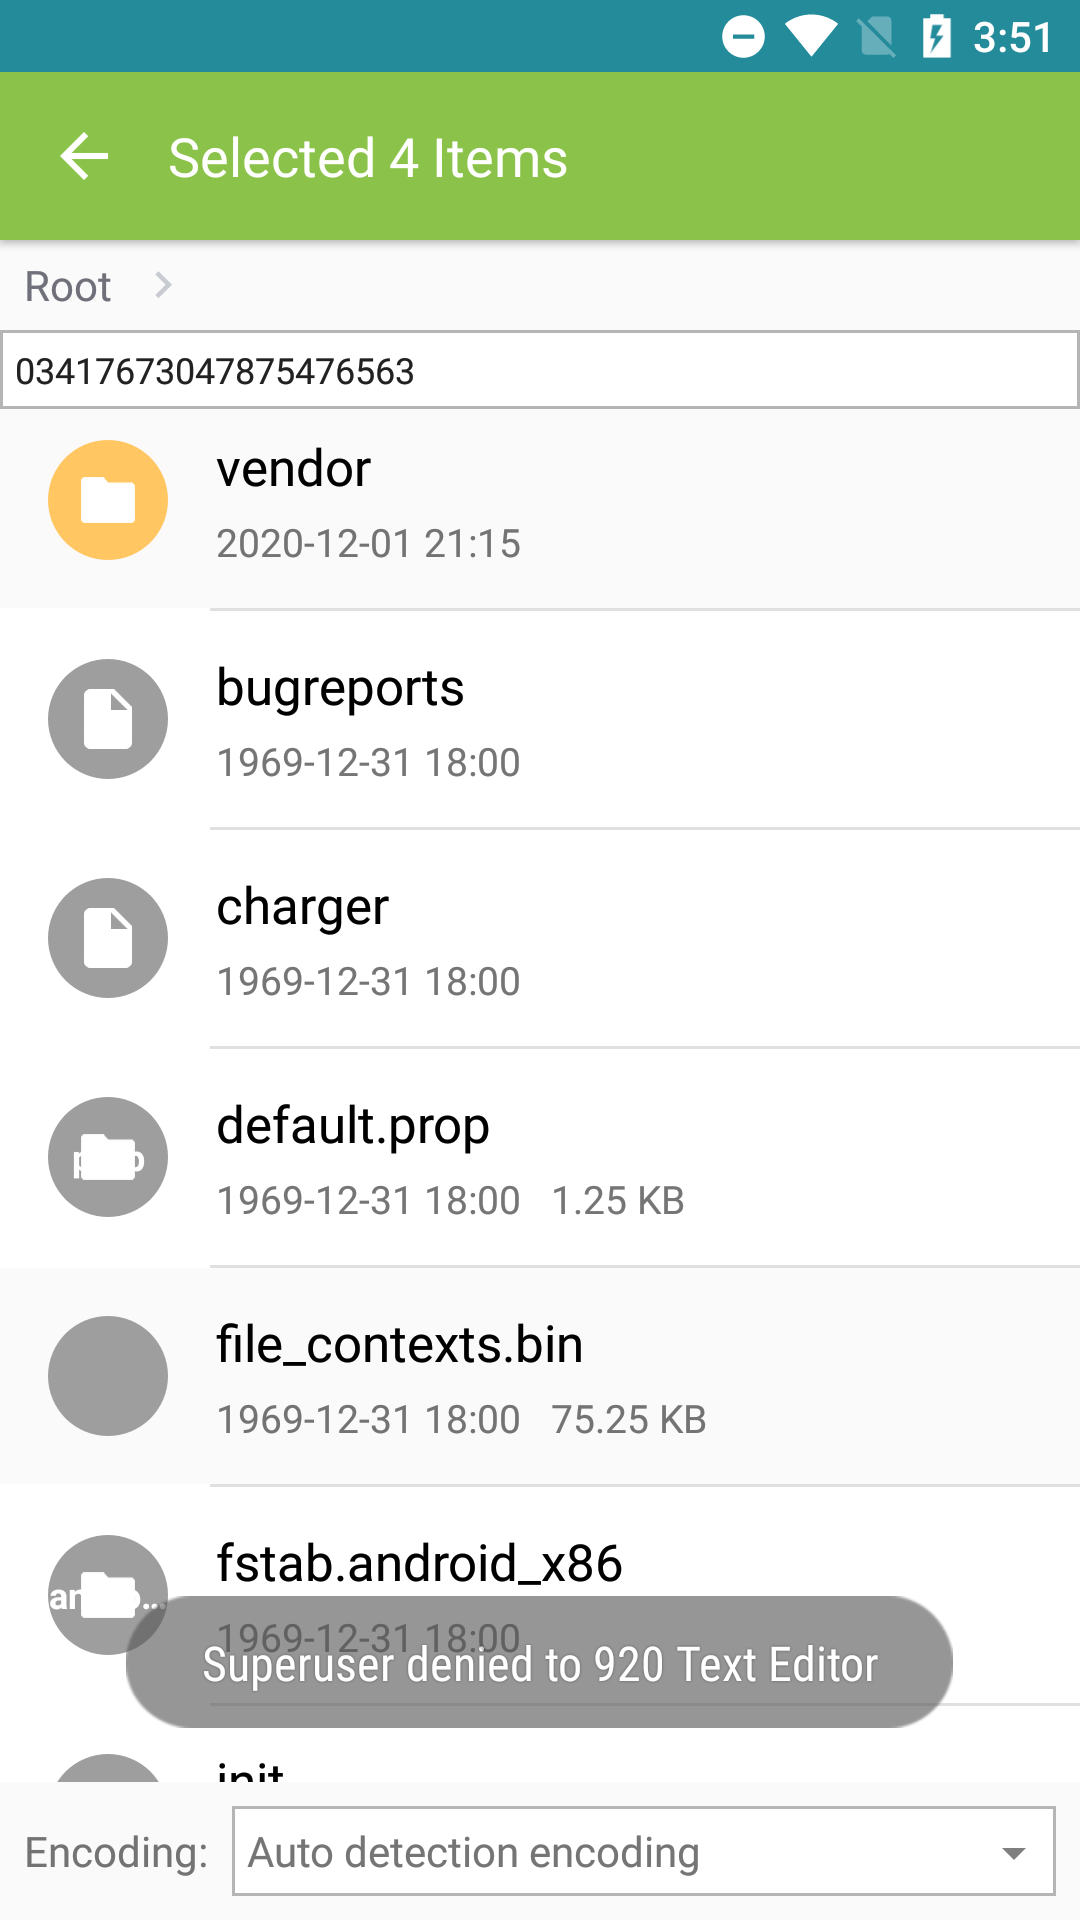 3:51
Selected 4 Items
Root
03417673047875476563
vendor
2020-12-01 21:15
bugreports
1969-12-31 18:00
charger
1969-12-31 18:00
default.prop
1969-12-31 18:00 1.25 KB
file_contexts.bin
1969-12-31 18:00 75.25 KB
fstab.android_x86
1969-12-31 18:00
Superuser denied to 920 Text Editor
init
Encoding: Auto detection encoding